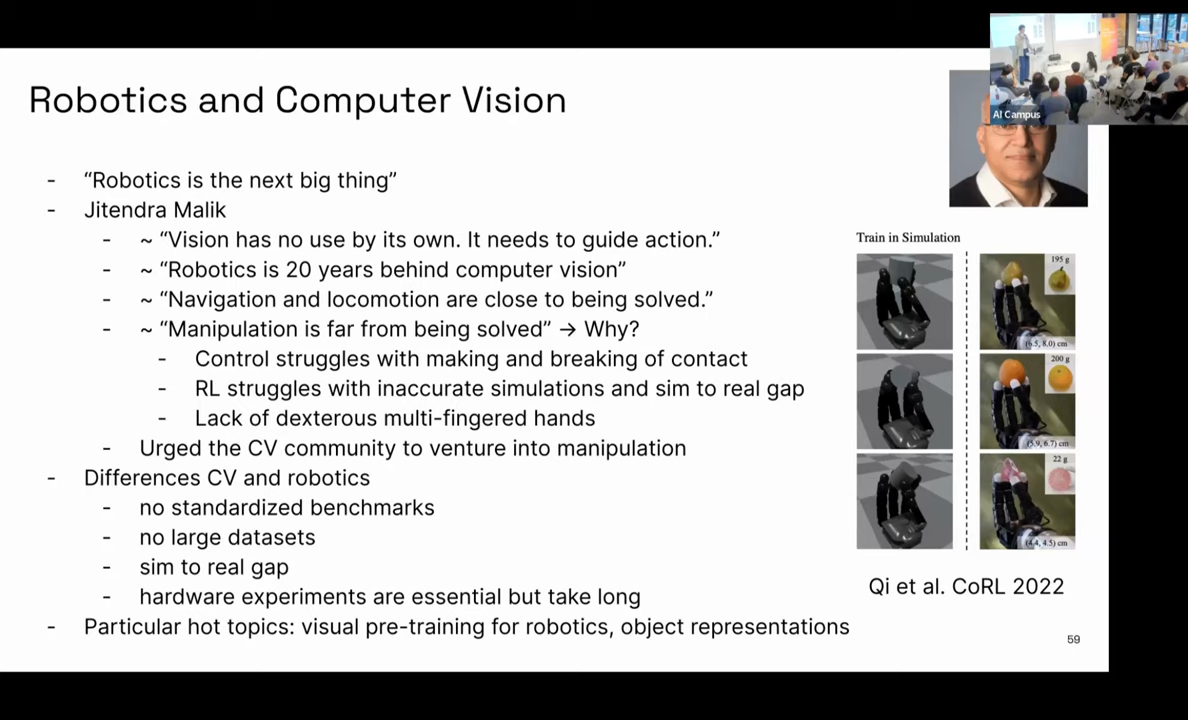 AI Campus
Robotics and Computer Vision
- “Robotics is the next big thing”
- Jitendra Malik
- ~ “Vision has no use by its own. It needs to guide action.”
- ~ “Robotics is 20 years behind computer vision”
- ~ “Navigation and locomotion are close to being solved.”
- ~ “Manipulation is far from being solved” → Why?
- Control struggles with making and breaking of contact
- RL struggles with inaccurate simulations and sim to real gap
- Lack of dexterous multi-fingered hands
- Urged the CV community to venture into manipulation
- Differences CV and robotics
- no standardized benchmarks
- no large datasets
- sim to real gap
- hardware experiments are essential but take long
- Particular hot topics: visual pre-training for robotics, object representations
Train in Simulation
195 g
(6.5, 8.0) cm
200 g
(5.9, 6.7) cm
22 g
(4.4, 4.5) cm
Qi et al. CoRL 2022
59